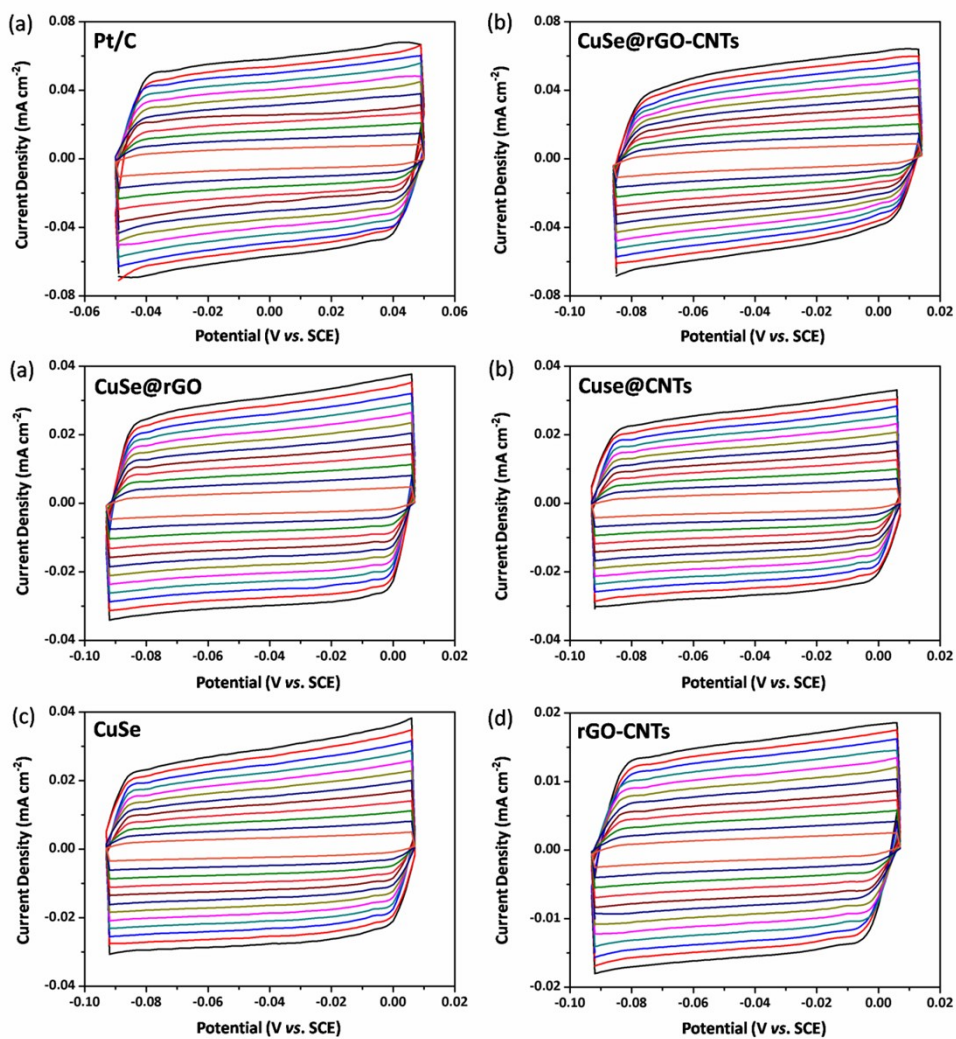 (a)
Pt/C
0.08
0.04
0.00
-0.04
-0.08
Current Density (mA cm⁻²)
-0.06 -0.04 -0.02 0.00 0.02 0.04 0.06
Potential (V vs. SCE)
(b)
CuSe@rGO-CNTs
0.08
0.04
0.00
-0.04
-0.08
Current Density (mA cm⁻²)
-0.10 -0.08 -0.06 -0.04 -0.02 0.00 0.02
Potential (V vs. SCE)
(a)
CuSe@rGO
0.04
0.02
0.00
-0.02
-0.04
Current Density (mA cm⁻²)
-0.10 -0.08 -0.06 -0.04 -0.02 0.00 0.02
Potential (V vs. SCE)
(b)
Cuse@CNTs
0.04
0.02
0.00
-0.02
-0.04
Current Density (mA cm⁻²)
-0.10 -0.08 -0.06 -0.04 -0.02 0.00 0.02
Potential (V vs. SCE)
(c)
CuSe
0.04
0.02
0.00
-0.02
-0.04
Current Density (mA cm⁻²)
-0.10 -0.08 -0.06 -0.04 -0.02 0.00 0.02
Potential (V vs. SCE)
(d)
rGO-CNTs
0.02
0.01
0.00
-0.01
-0.02
Current Density (mA cm⁻²)
-0.10 -0.08 -0.06 -0.04 -0.02 0.00 0.02
Potential (V vs. SCE)